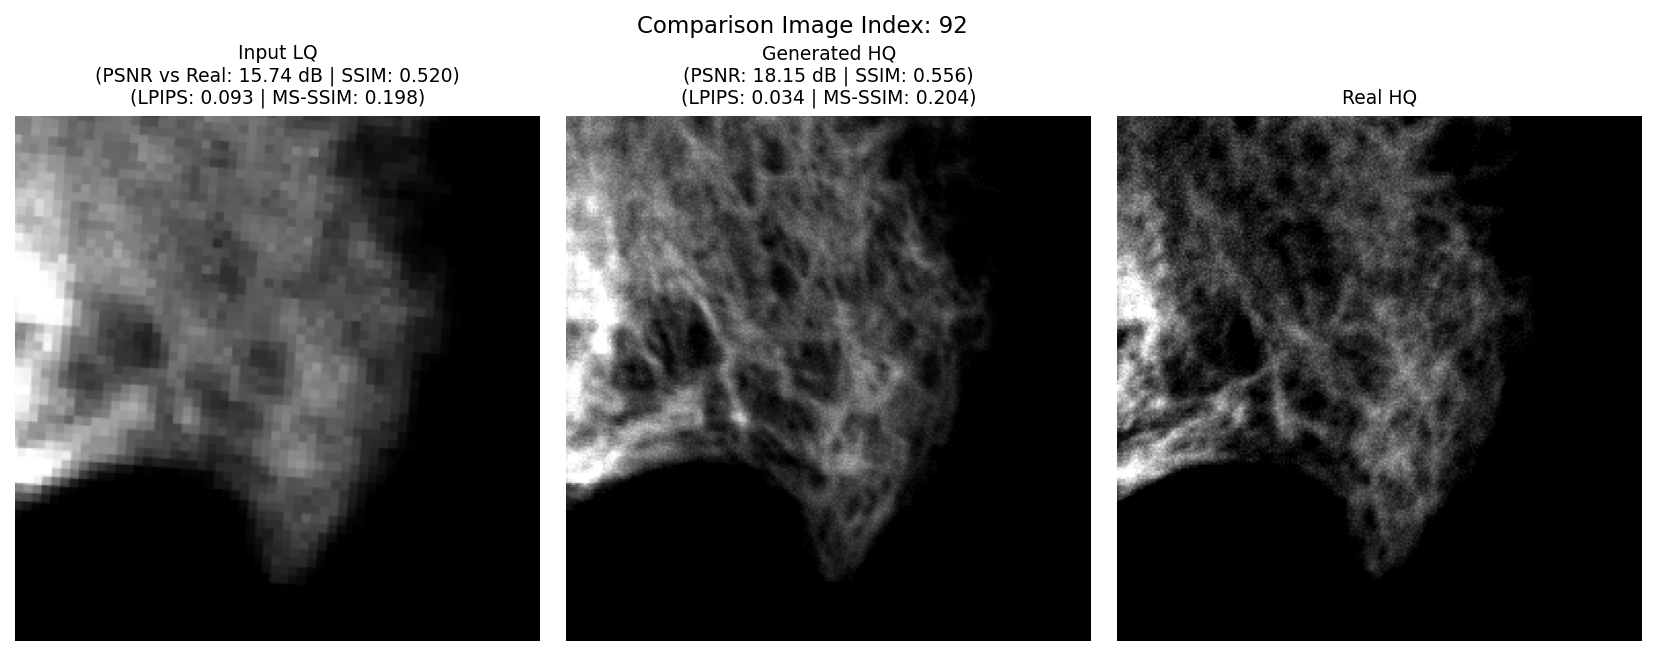 Comparison Image Index: 92
Input LQ
(PSNR vs Real: 15.74 dB | SSIM: 0.520)
(LPIPS: 0.093 | MS-SSIM: 0.198)
Generated HQ
(PSNR: 18.15 dB | SSIM: 0.556)
(LPIPS: 0.034 | MS-SSIM: 0.204)
Real HQ